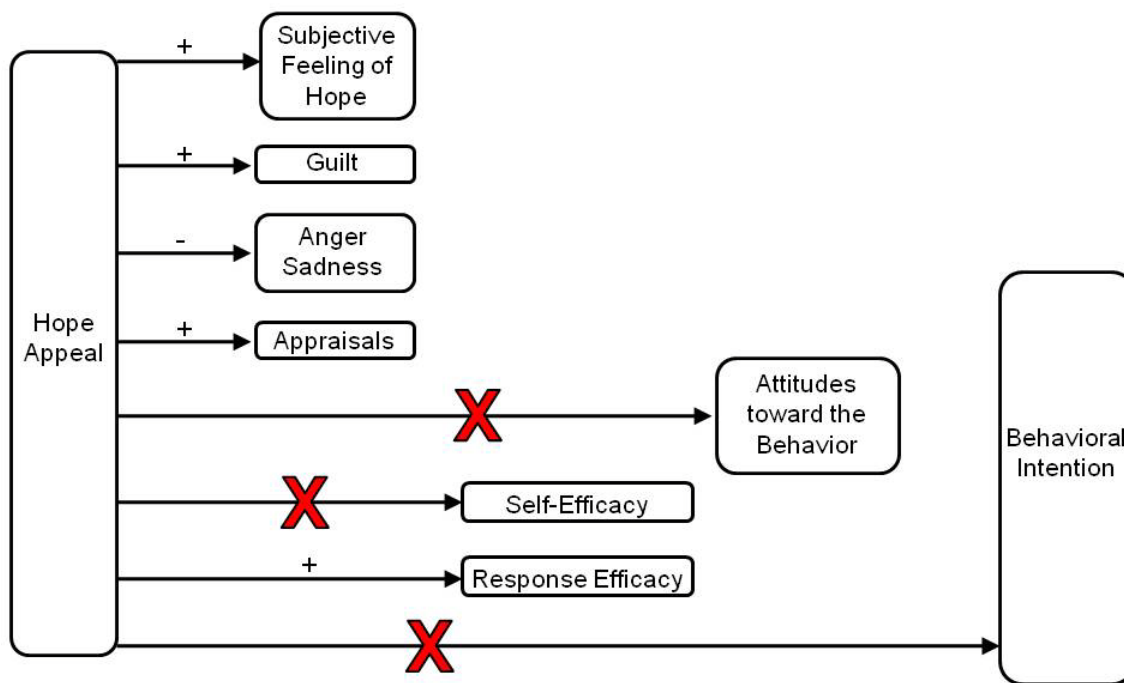 +
Subjective
Feeling of
Hope
+
Guilt
-
Anger
Sadness
Hope
Appeal
+
Appraisals
X
Attitudes
toward the
Behavior
Behavioral
Intention
X
Self-Efficacy
+
Response Efficacy
X